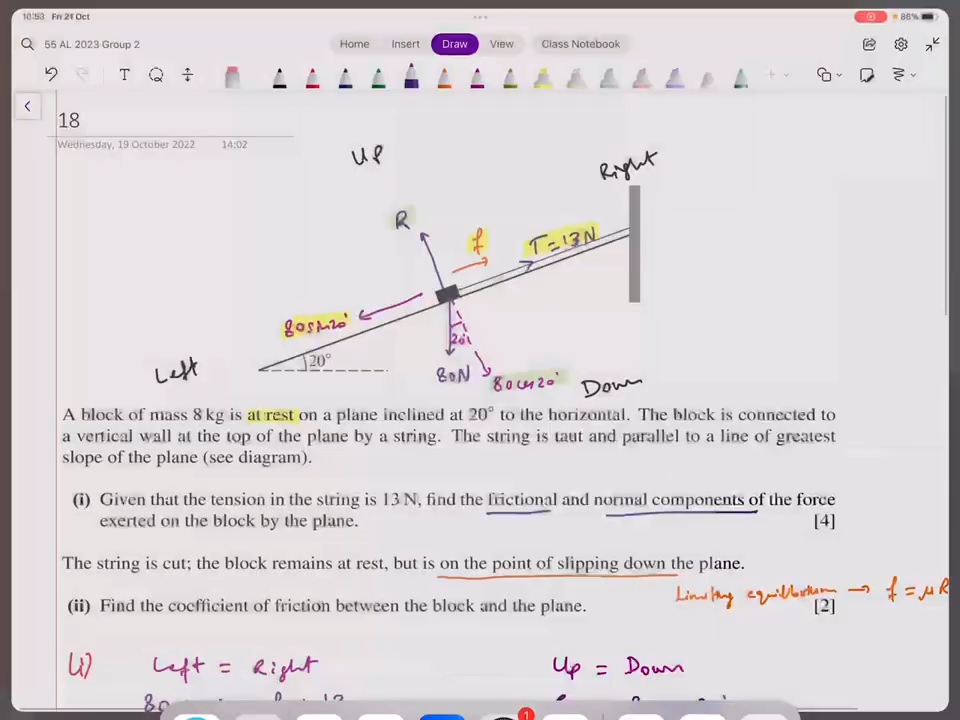 10:53 Fri 21 Oct
86%
55 AL 2023 Group 2
Home Insert Draw View Class Notebook
18
Wednesday, 19 October 2022 14:02
Up
Right
R
f
T = 13N
80sin20°
20°
20°
Left
80N
80cos20°
Down
A block of mass 8 kg is at rest on a plane inclined at 20° to the horizontal. The block is connected to
a vertical wall at the top of the plane by a string. The string is taut and parallel to a line of greatest
slope of the plane (see diagram).
(i) Given that the tension in the string is 13 N, find the frictional and normal components of the force
exerted on the block by the plane. [4]
The string is cut; the block remains at rest, but is on the point of slipping down the plane.
Limiting equilibrium → f = μR
(ii) Find the coefficient of friction between the block and the plane. [2]
(i) Left = Right Up = Down
1